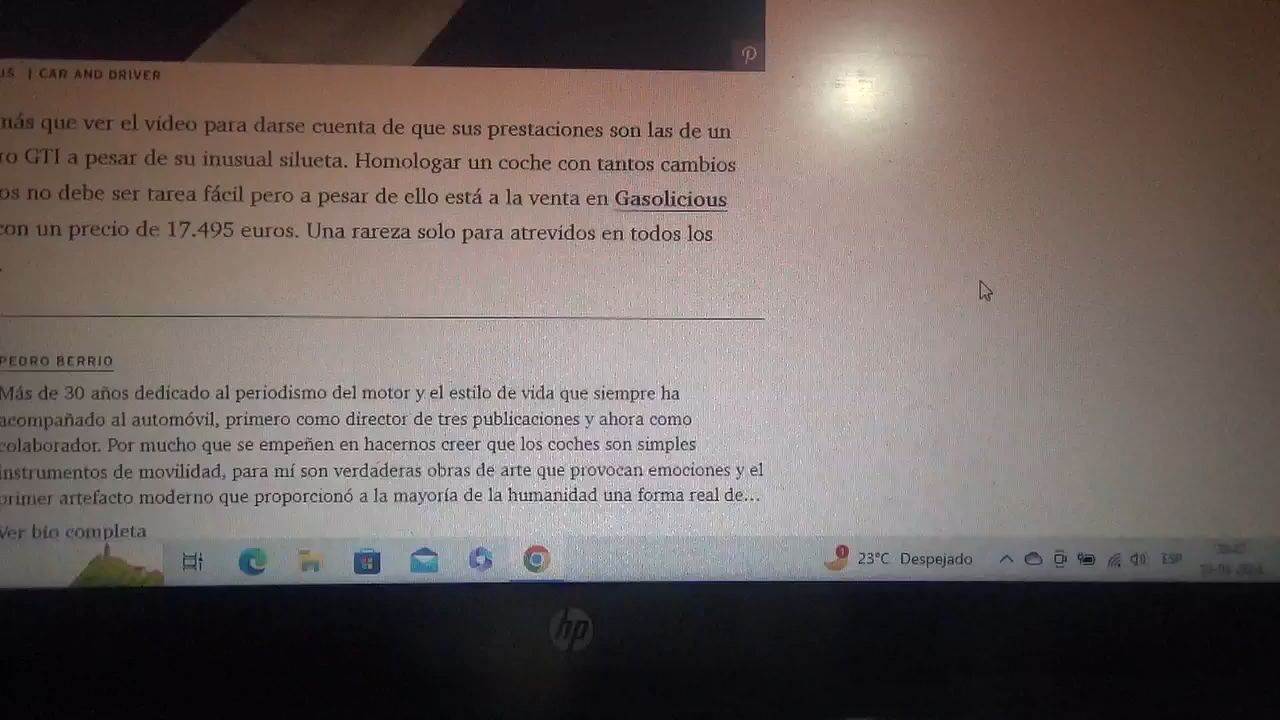 | CAR AND DRIVER
más que ver el video para darse cuenta de que sus prestaciones son las de un
ro GTI a pesar de su inusual silueta. Homologar un coche con tantos cambios
os no debe ser tarea fácil pero a pesar de ello está a la venta en Gasolicious
con un precio de 17.495 euros. Una rareza solo para atrevidos en todos los
PEDRO BERRIO
Más de 30 años dedicado al periodismo del motor y el estilo de vida que siempre ha
acompañado al automóvil, primero como director de tres publicaciones y ahora como
colaborador. Por mucho que se empeñen en hacernos creer que los coches son simples
instrumentos de movilidad, para mí son verdaderas obras de arte que provocan emociones y el
primer artefacto moderno que proporcionó a la mayoría de la humanidad una forma real de...
Ver bio completa
1 23°C Despejado ESP
hp